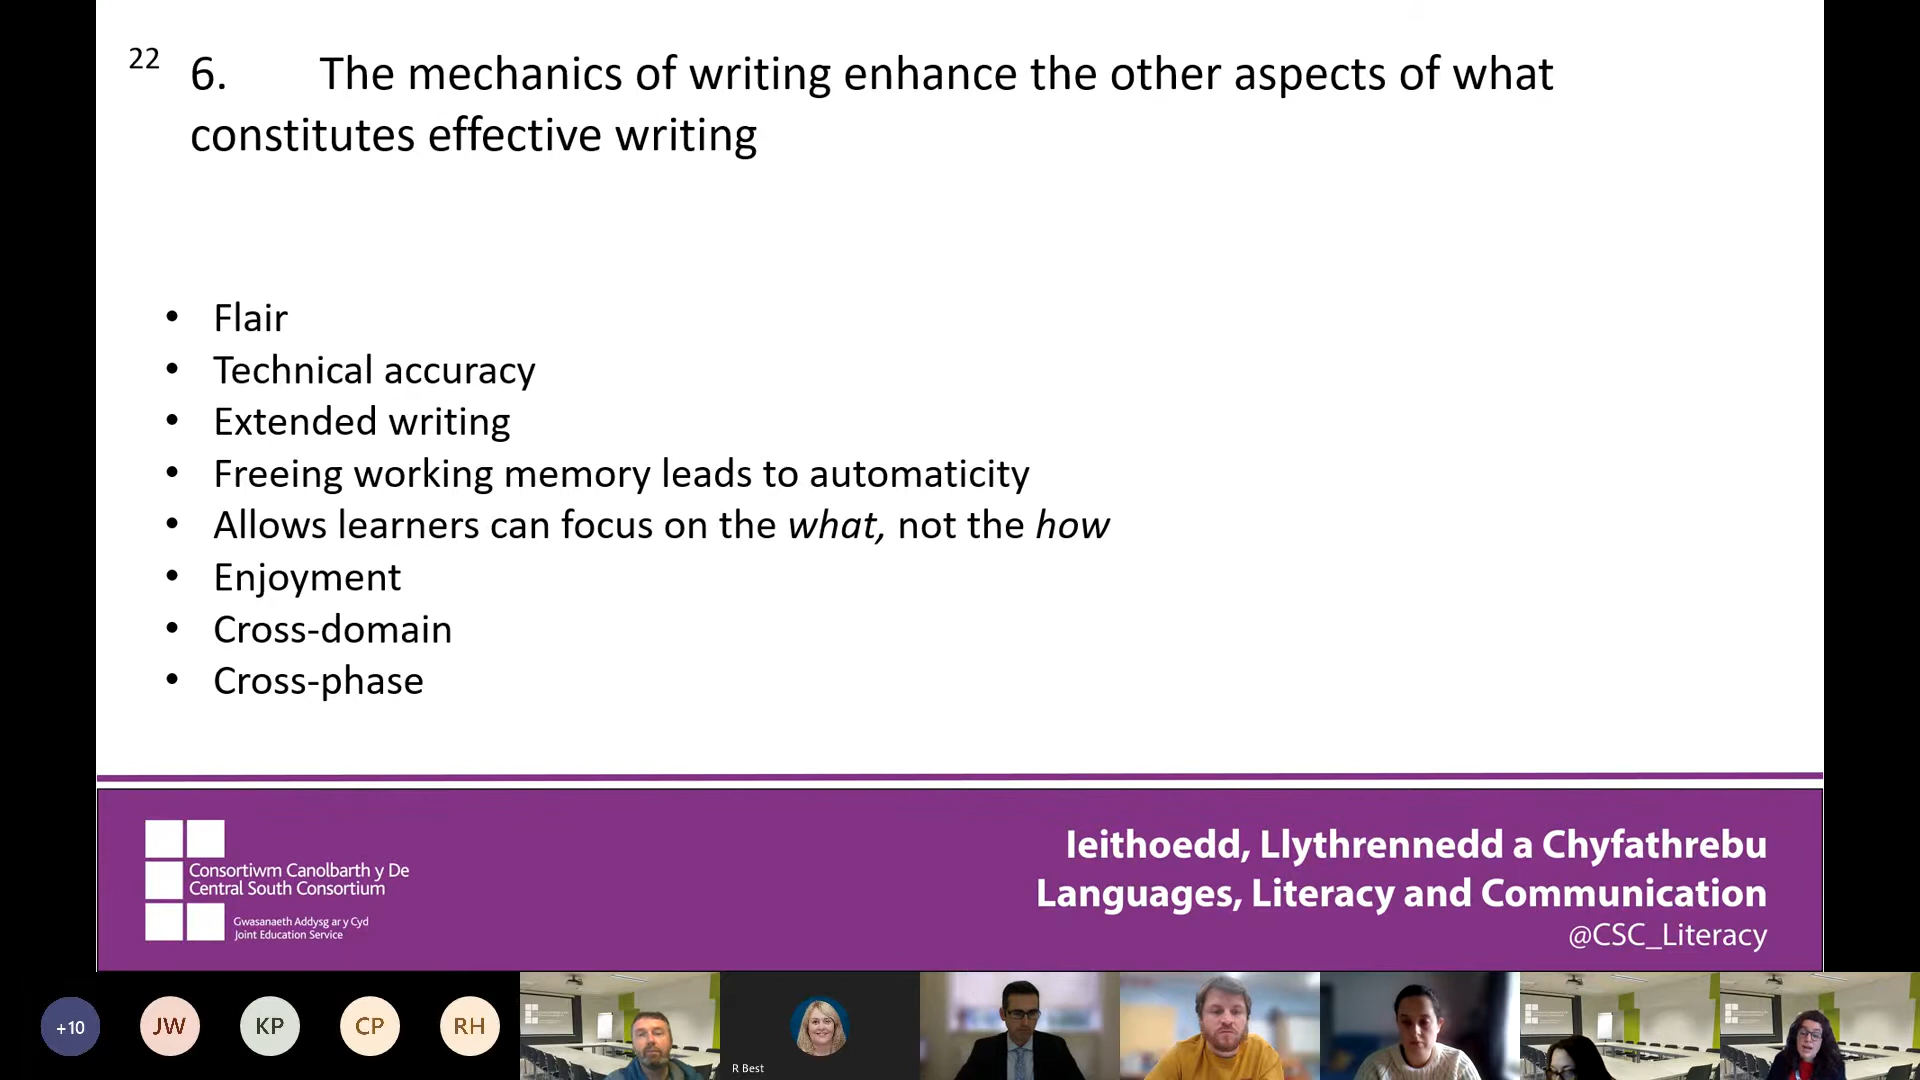 22
6. The mechanics of writing enhance the other aspects of what
constitutes effective writing
• Flair
• Technical accuracy
• Extended writing
• Freeing working memory leads to automaticity
• Allows learners can focus on the what, not the how
• Enjoyment
• Cross-domain
• Cross-phase
Consortiwm Canolbarth y De
Central South Consortium
Gwasanaeth Addysg ar y Cyd
Joint Education Service
Ieithoedd, Llythrennedd a Chyfathrebu
Languages, Literacy and Communication
@CSC_Literacy
+10
JW
KP
CP
RH
R Best